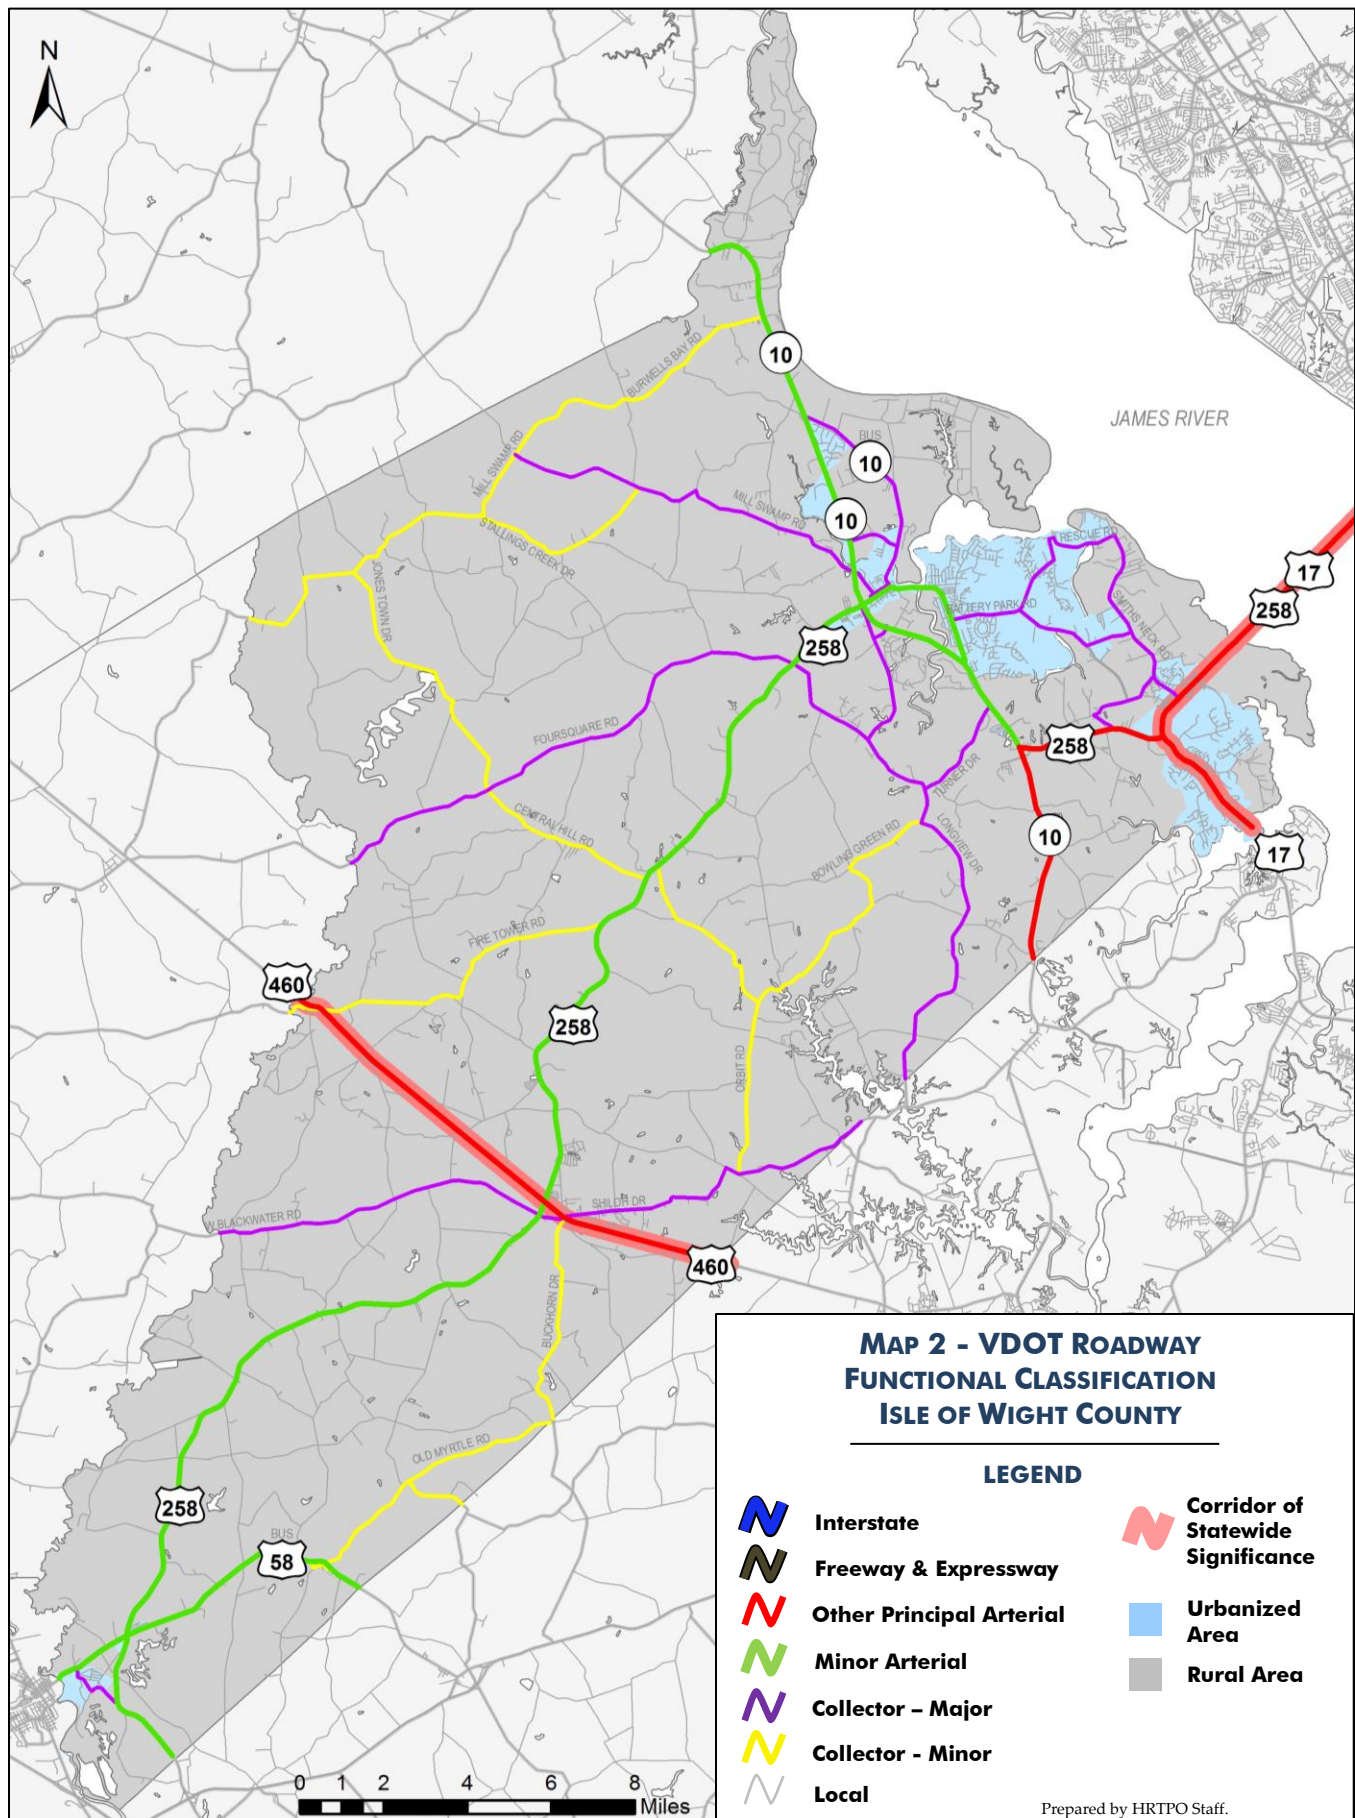 N
10
BURWELLS BAY RD
JAMES RIVER
BUS
10
MILL SWAMP RD
MILL SWAMP RD
10
STALLINGS CREEK DR
RESCUE RD
17
258
JONES TOWN DR
BATTERY PARK RD
SMITHS NECK RD
258
FOURSQUARE RD
258
TURNER DR
CENTRAL HILL RD
LONGVIEW DR
10
BOWLING GREEN RD
17
FIRE TOWER RD
460
258
ORBIT RD
SHILOH DR
W BLACKWATER RD
460
BUCKHORN DR
OLD MYRTLE RD
258
BUS
58
MAP 2 - VDOT ROADWAY
FUNCTIONAL CLASSIFICATION
ISLE OF WIGHT COUNTY
LEGEND
Interstate
Freeway & Expressway
Other Principal Arterial
Minor Arterial
Collector – Major
Collector - Minor
Local
Corridor of
Statewide
Significance
Urbanized
Area
Rural Area
0 1 2 4 6 8
Miles
Prepared by HRTPO Staff.